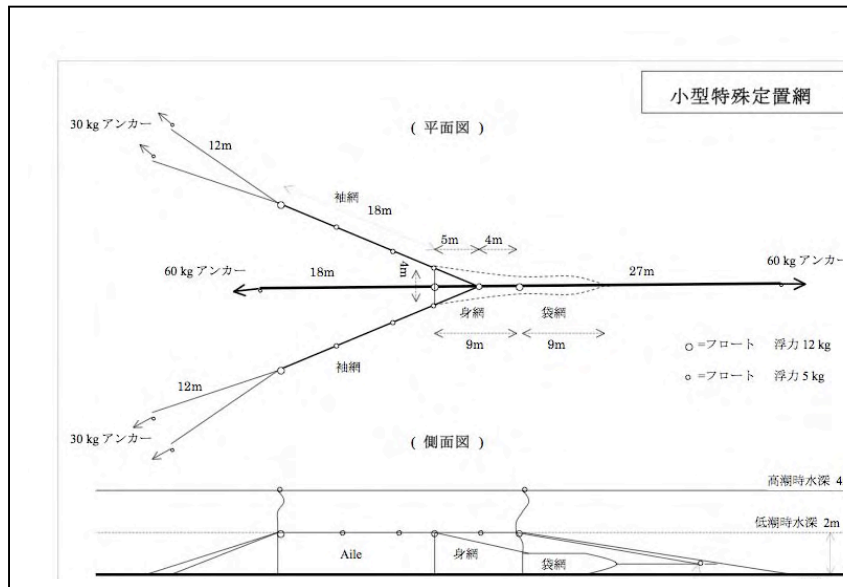 小型特殊定置網
( 平面図 )
30 kg アンカー
12m
袖網
18m
5m
4m
60 kg アンカー
18m
4m
27m
60 kg アンカー
身網
袋網
9m
9m
○=フロート 浮力 12 kg
○=フロート 浮力 5 kg
12m
袖網
30 kg アンカー
( 側面図 )
高潮時水深 4
低潮時水深 2m
Aile
身網
袋網